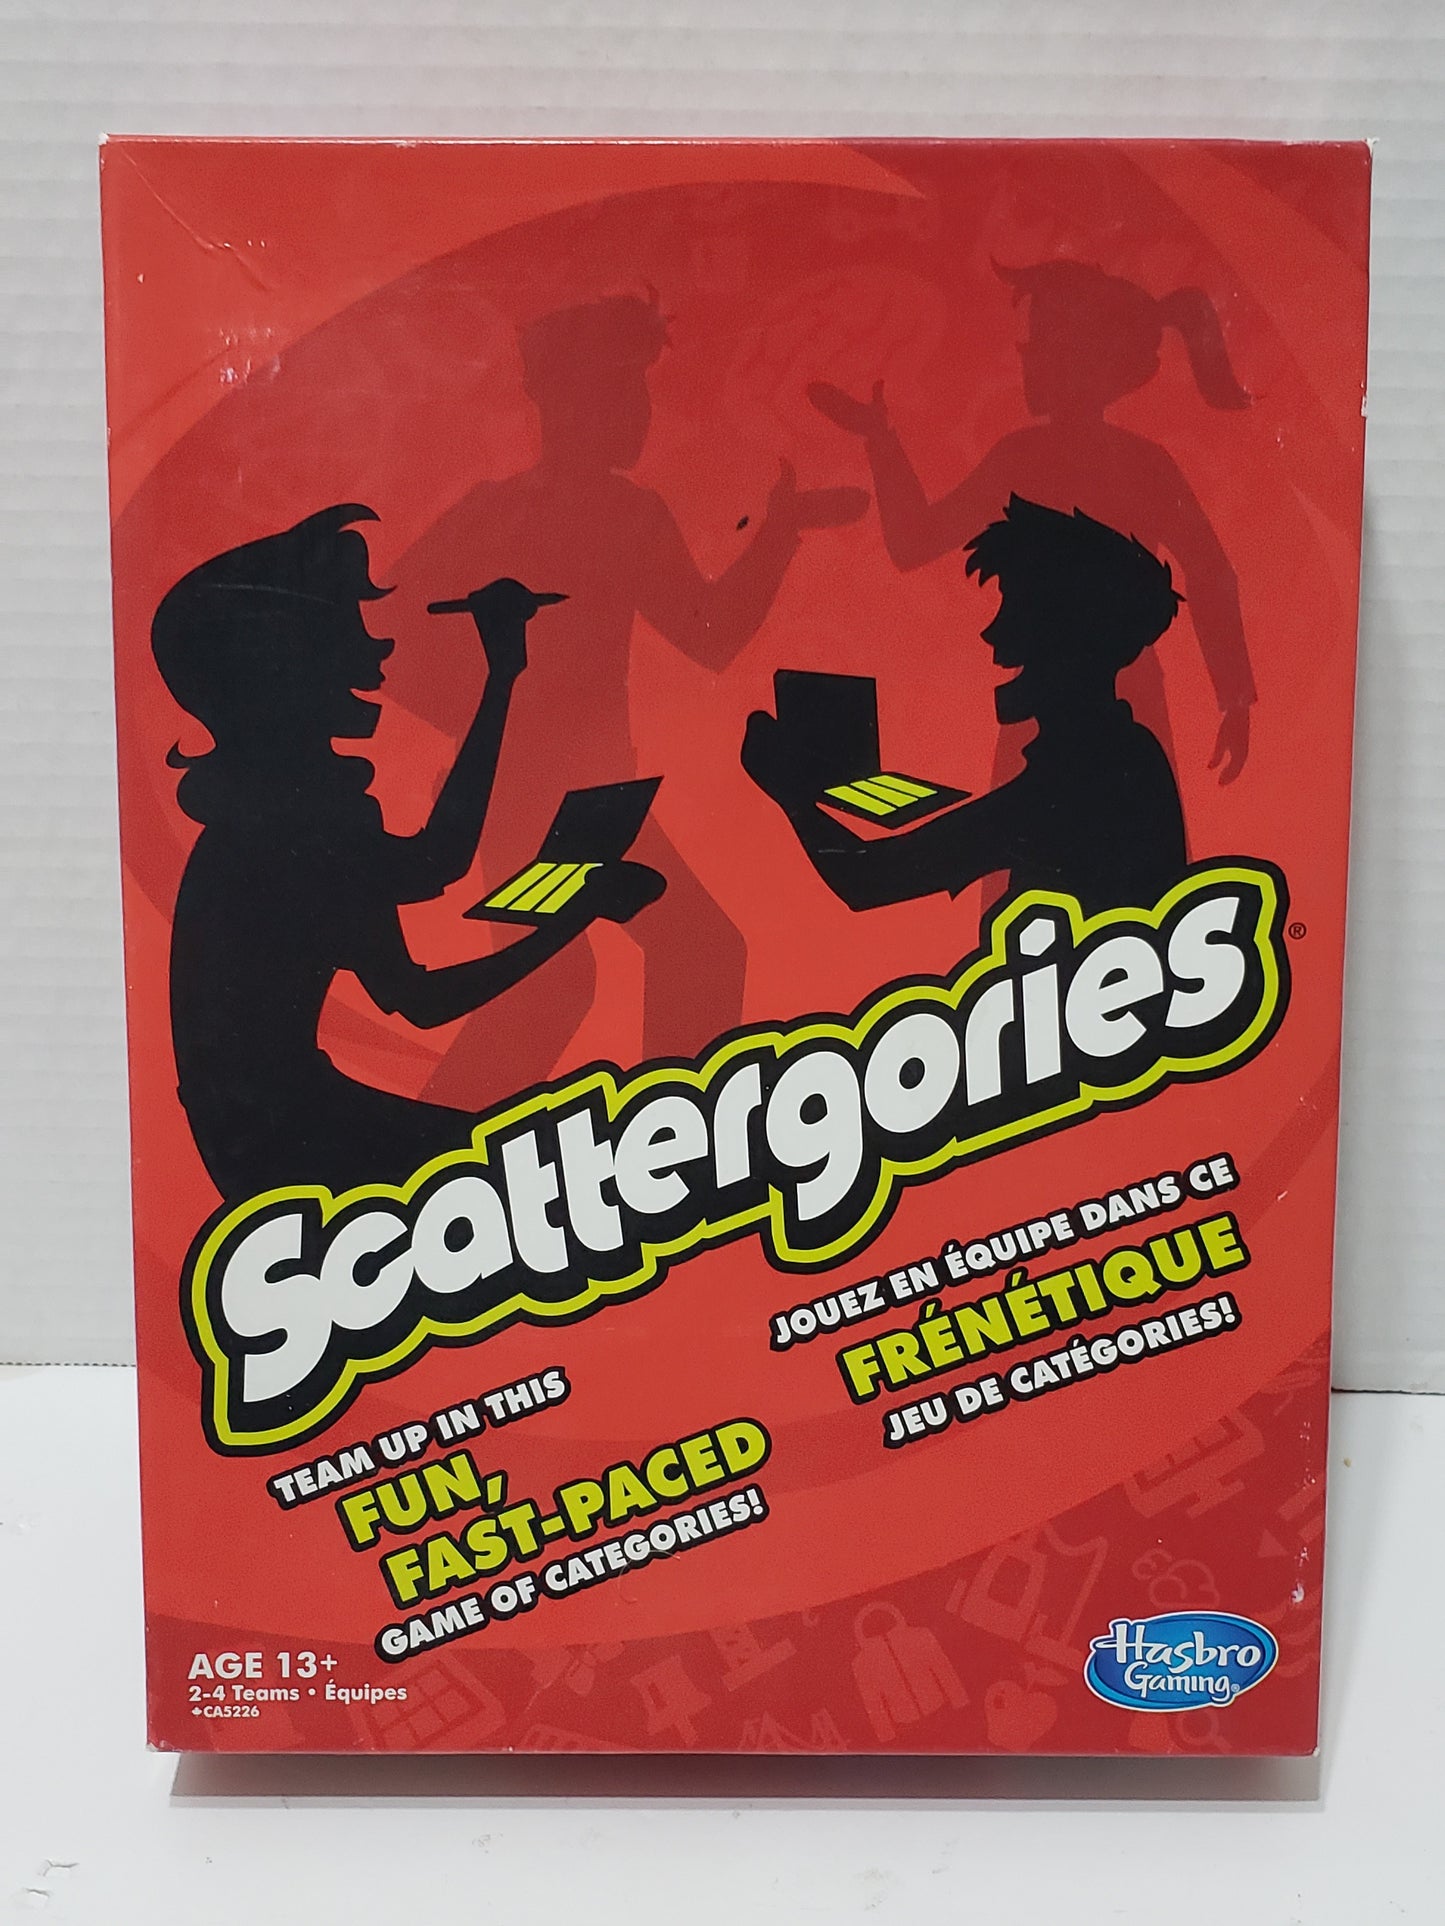 Scattergories®
TEAM UP IN THIS
FUN,
FAST-PACED
GAME OF CATEGORIES!
JOUEZ EN ÉQUIPE DANS CE
FRÉNÉTIQUE
JEU DE CATÉGORIES!
AGE 13+
2-4 Teams • Équipes
CA5226
Hasbro
Gaming®